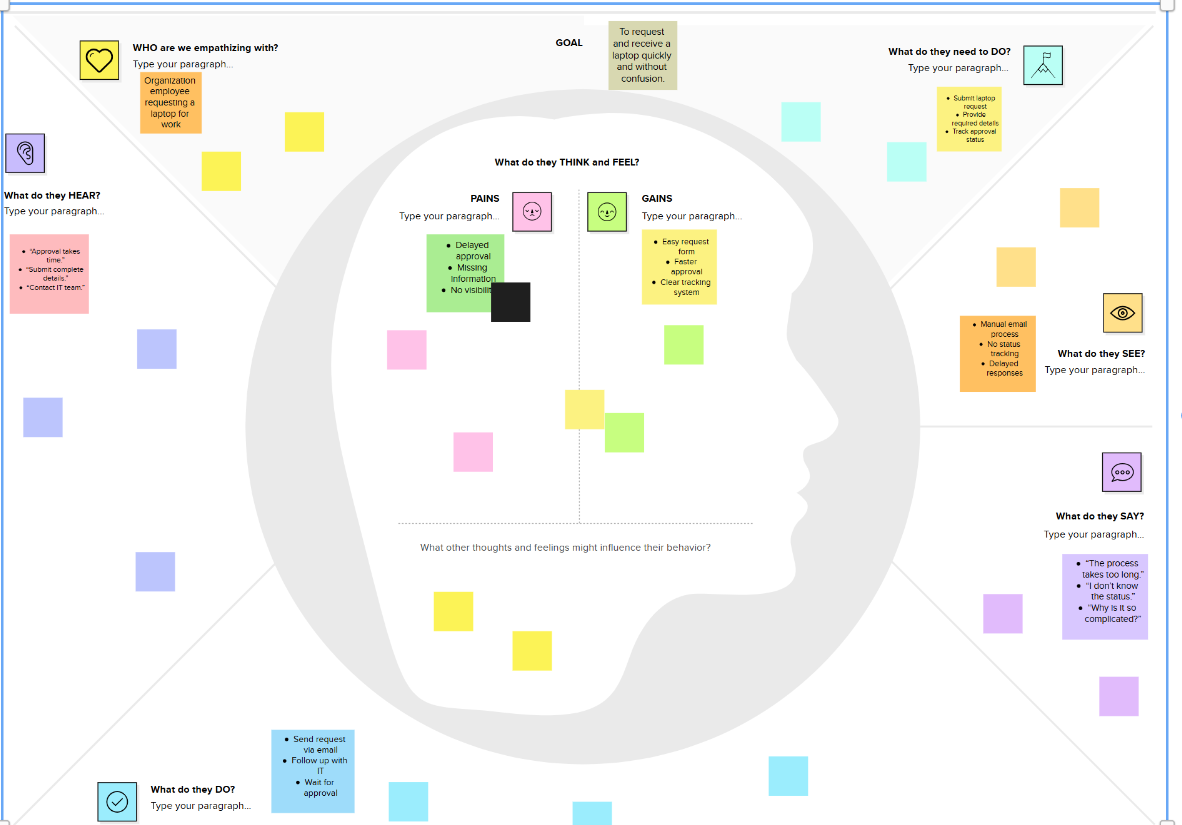 WHO are we empathizing with?
Type your paragraph...
Organization
employee
requesting a
laptop for
work
GOAL
To request
and receive a
laptop quickly
and without
confusion.
What do they need to DO?
Type your paragraph...
• Submit laptop
request
• Provide
required details
• Track approval
status
What do they HEAR?
Type your paragraph...
• "Approval takes
time."
• "Submit complete
details."
• "Contact IT team."
What do they THINK and FEEL?
PAINS
Type your paragraph...
• Delayed
approval
• Missing
information
• No visibilit
GAINS
Type your paragraph...
• Easy request
form
• Faster
approval
• Clear tracking
system
• Manual email
process
• No status
tracking
• Delayed
responses
What do they SEE?
Type your paragraph...
What do they SAY?
Type your paragraph...
• "The process
takes too long."
• "I don't know
the status."
• "Why is it so
complicated?"
What other thoughts and feelings might influence their behavior?
• Send request
via email
• Follow up with
IT
• Wait for
approval
What do they DO?
Type your paragraph...